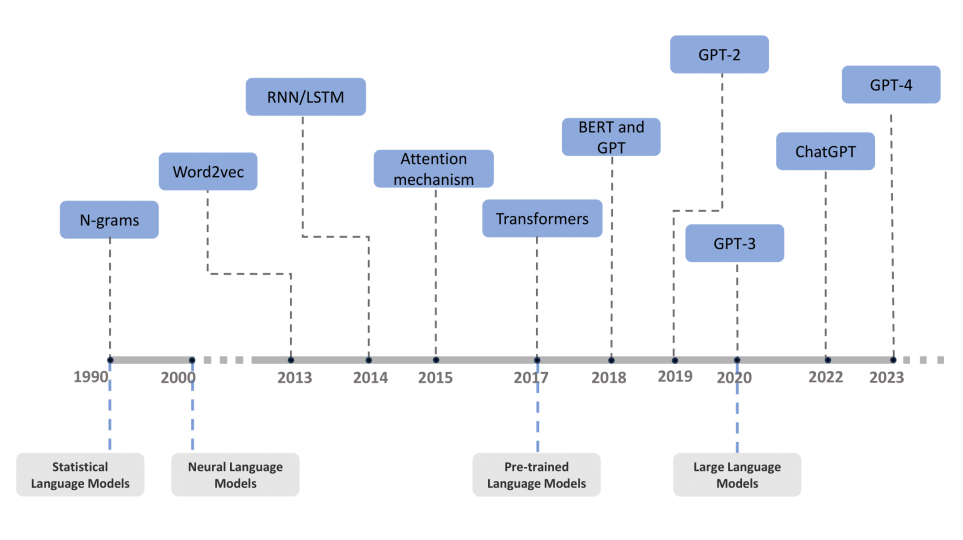 GPT-2
GPT-4
RNN/LSTM
BERT and
GPT
ChatGPT
Attention
mechanism
Word2vec
N-grams
Transformers
GPT-3
1990
2000
2013
2014
2015
2017
2018
2019
2020
2022
2023
Statistical
Language Models
Neural Language
Models
Pre-trained
Language Models
Large Language
Models